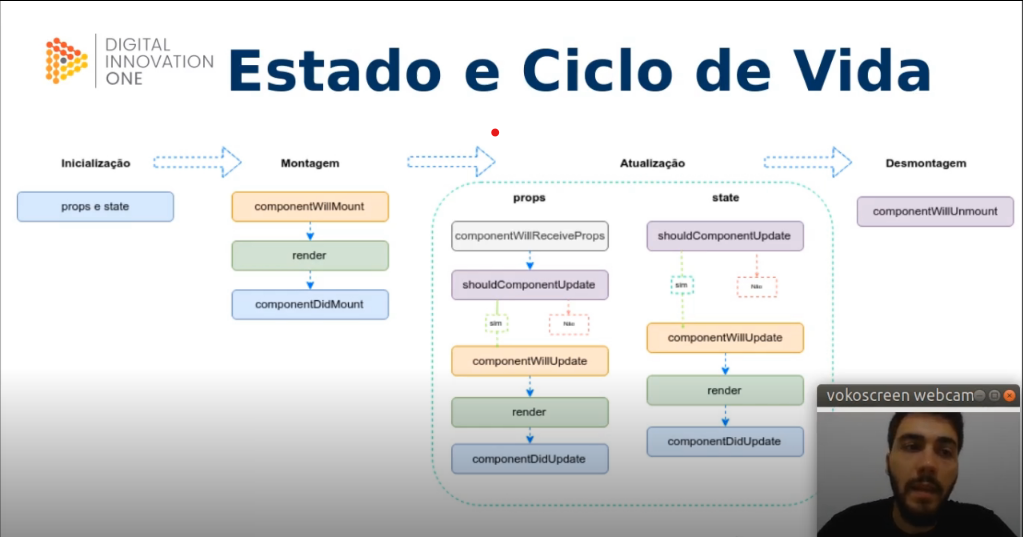 DIGITAL
INNOVATION
ONE
Estado e Ciclo de Vida
Inicialização
Montagem
Atualização
Desmontagem
props e state
componentWillMount
render
componentDidMount
props
componentWillReceiveProps
shouldComponentUpdate
sim
Não
componentWillUpdate
render
componentDidUpdate
state
shouldComponentUpdate
sim
Não
componentWillUpdate
render
componentDidUpdate
componentWillUnmount
vokoscreen webcam